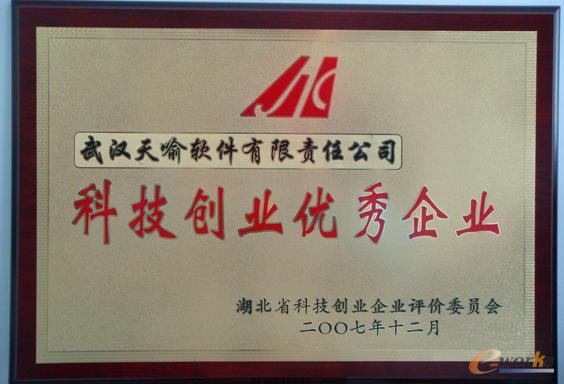 武汉天喻软件有限责任公司
科技创业优秀企业
湖北省科技创业企业评价委员会
二〇〇七年十二月
e-works